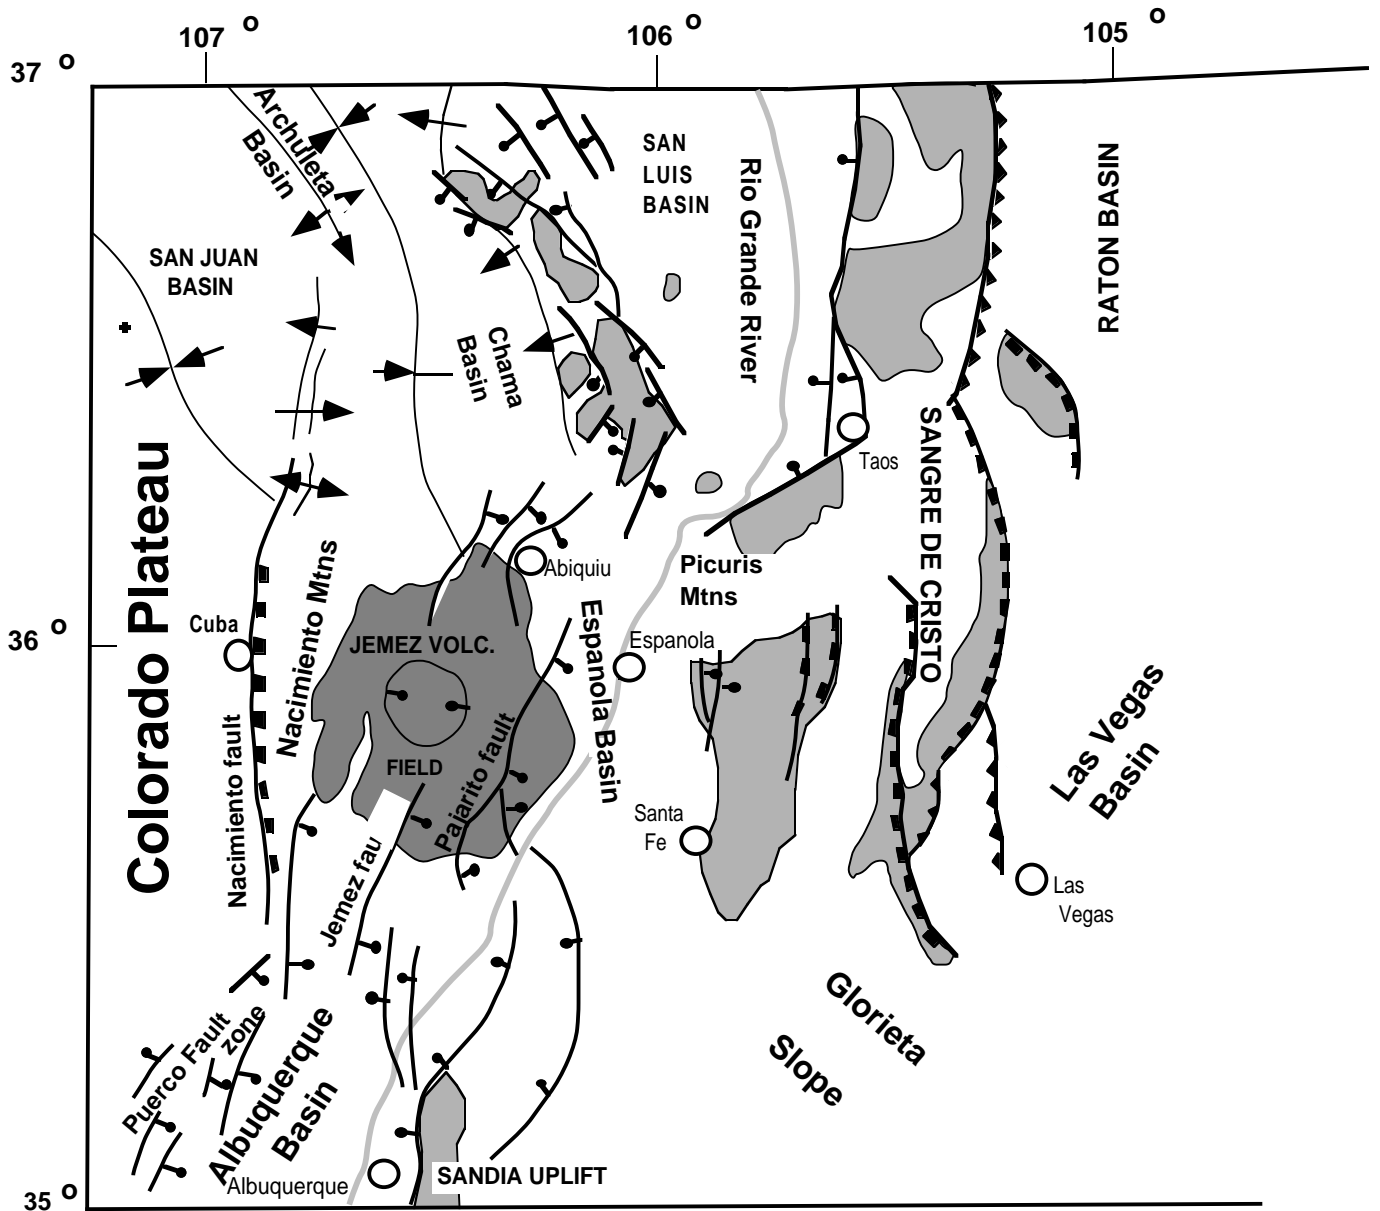 107 o
106 o
105 o
37 o
Archuleta
Basin
SAN
LUIS
BASIN
Rio Grande River
RATON BASIN
SAN JUAN
BASIN
Chama
Basin
Colorado Plateau
SANGRE DE CRISTO
Taos
Abiquiu
Picuris
Mtns
36 o
Cuba
Nacimiento Mtns
JEMEZ VOLC.
FIELD
Espanola
Espanola Basin
Nacimiento fault
Pajarito fault
Jemez fau
Santa
Fe
Las Vegas
Basin
Las
Vegas
Glorieta
Slope
Puerco Fault
zone
Albuquerque
Basin
Albuquerque
SANDIA UPLIFT
35 o